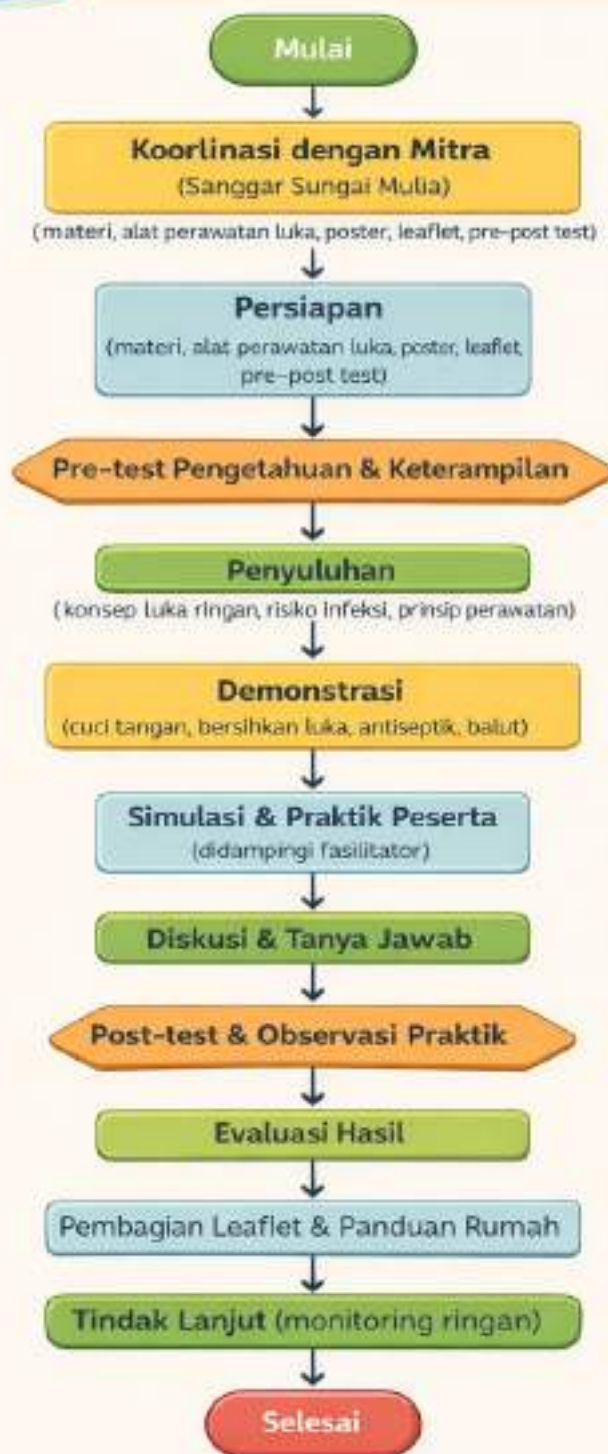 Mulai
Koorlinasi dengan Mitra
(Sanggar Sungai Mulia)
(materi, alat perawatan luka, poster, leaflet, pre-post test)
Persiapan
(materi, alat perawatan luka, poster, leaflet,
pre-post test)
Pre-test Pengetahuan & Keterampilan
Penyuluhan
(konsep luka ringan, risiko infeksi, prinsip perawatan)
Demonstrasi
(cuci tangan, bersihkan luka, antiseptik, balut)
Simulasi & Praktik Peserta
(didampingi fasilitator)
Diskusi & Tanya Jawab
Post-test & Observasi Praktik
Evaluasi Hasil
Pembagian Leaflet & Panduan Rumah
Tindak Lanjut (monitoring ringan)
Selesai